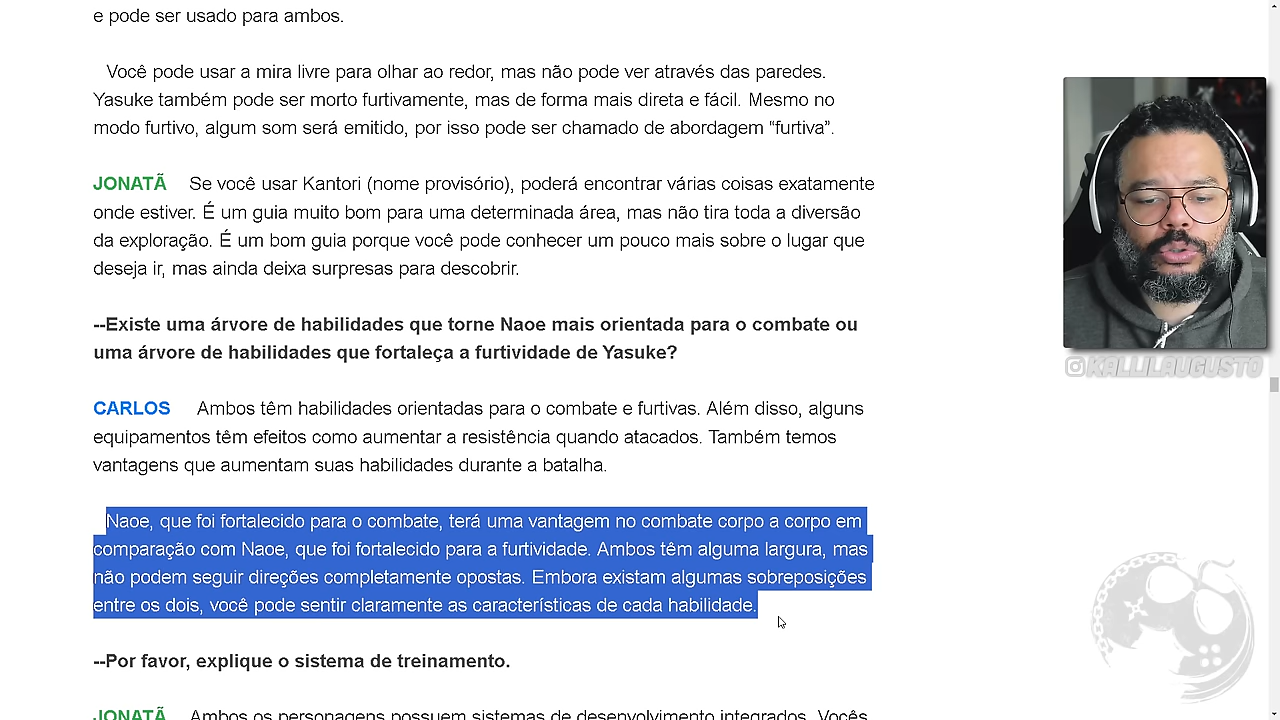 e pode ser usado para ambos.
Você pode usar a mira livre para olhar ao redor, mas não pode ver através das paredes.
Yasuke também pode ser morto furtivamente, mas de forma mais direta e fácil. Mesmo no
modo furtivo, algum som será emitido, por isso pode ser chamado de abordagem “furtiva”.
JONATÃ Se você usar Kantori (nome provisório), poderá encontrar várias coisas exatamente
onde estiver. É um guia muito bom para uma determinada área, mas não tira toda a diversão
da exploração. É um bom guia porque você pode conhecer um pouco mais sobre o lugar que
deseja ir, mas ainda deixa surpresas para descobrir.
--Existe uma árvore de habilidades que torne Naoe mais orientada para o combate ou
uma árvore de habilidades que fortaleça a furtividade de Yasuke?
CARLOS Ambos têm habilidades orientadas para o combate e furtivas. Além disso, alguns
equipamentos têm efeitos como aumentar a resistência quando atacados. Também temos
vantagens que aumentam suas habilidades durante a batalha.
Naoe, que foi fortalecido para o combate, terá uma vantagem no combate corpo a corpo em
comparação com Naoe, que foi fortalecido para a furtividade. Ambos têm alguma largura, mas
não podem seguir direções completamente opostas. Embora existam algumas sobreposições
entre os dois, você pode sentir claramente as características de cada habilidade.
--Por favor, explique o sistema de treinamento.
JONATÃ Ambos os personagens possuem sistemas de desenvolvimento integrados. Vocês
@KALLILAUGUSTO